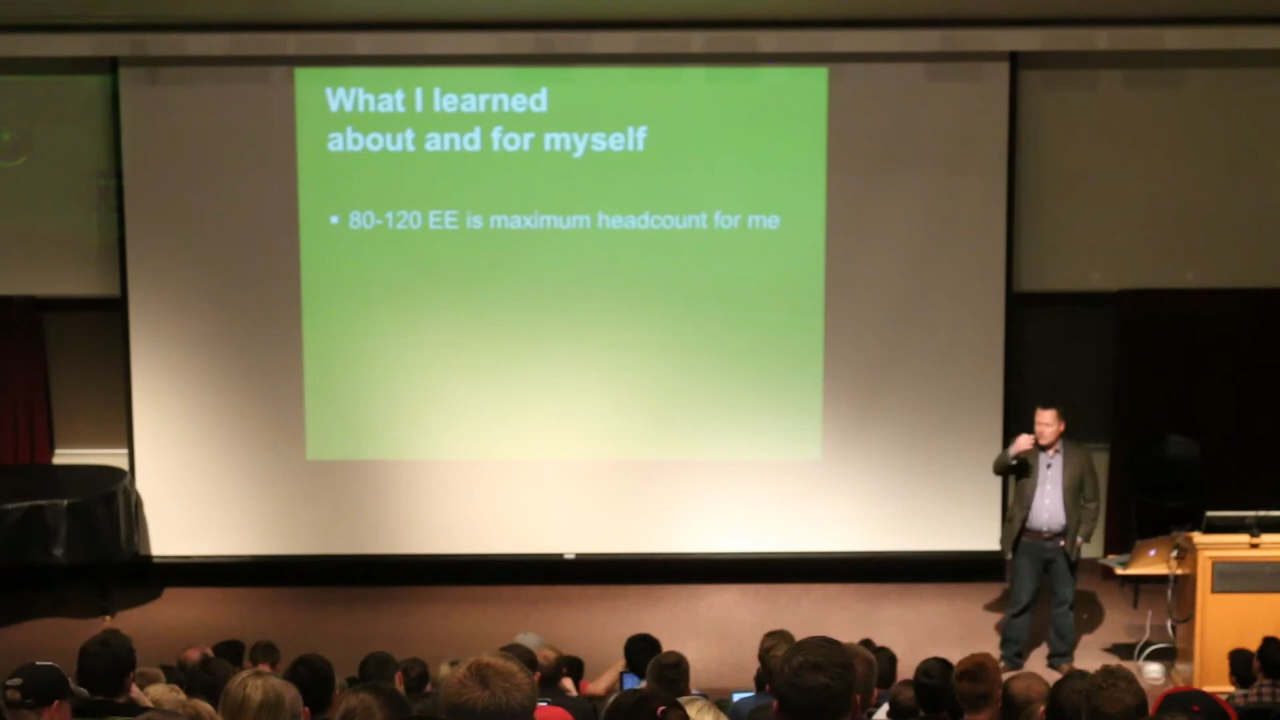 What I learned
about and for myself
▪ 80-120 EE is maximum headcount for me